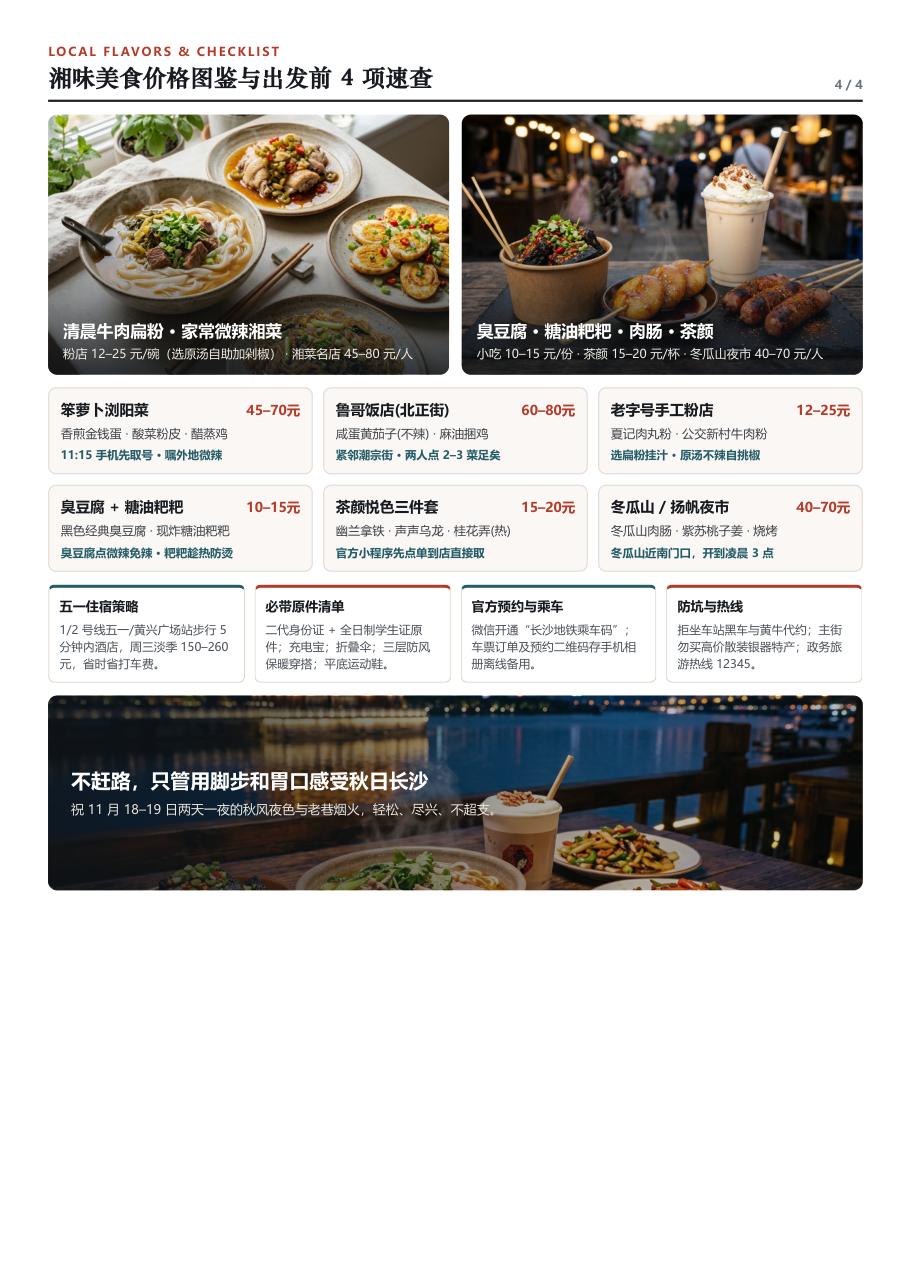 LOCAL FLAVORS & CHECKLIST
湘味美食价格图鉴与出发前 4 项速查
4 / 4
清晨牛肉扁粉 · 家常微辣湘菜
粉店 12–25 元/碗（选原汤自助加剁椒） · 湘菜名店 45–80 元/人
臭豆腐 · 糖油粑粑 · 肉肠 · 茶颜
小吃 10–15 元/份 · 茶颜 15–20 元/杯 · 冬瓜山夜市 40–70 元/人
笨萝卜浏阳菜 45–70元
香煎金钱蛋 · 酸菜粉皮 · 醋蒸鸡
11:15 手机先取号 · 嘱外地微辣
鲁哥饭店(北正街) 60–80元
咸蛋黄茄子(不辣) · 麻油捆鸡
紧邻潮宗街 · 两人点 2–3 菜足矣
老字号手工粉店 12–25元
夏记肉丸粉 · 公交新村牛肉粉
选扁粉挂汁 · 原汤不辣自挑椒
臭豆腐 + 糖油粑粑 10–15元
黑色经典臭豆腐 · 现炸糖油粑粑
臭豆腐点微辣免辣 · 粑粑趁热防烫
茶颜悦色三件套 15–20元
幽兰拿铁 · 声声乌龙 · 桂花弄(热)
官方小程序先点单到店直接取
冬瓜山 / 扬帆夜市 40–70元
冬瓜山肉肠 · 紫苏桃子姜 · 烧烤
冬瓜山近南门口，开到凌晨 3 点
五一住宿策略
1/2 号线五一/黄兴广场站步行 5
分钟内酒店，周三淡季 150–260
元，省时省打车费。
必带原件清单
二代身份证 + 全日制学生证原
件；充电宝；折叠伞；三层防风
保暖穿搭；平底运动鞋。
官方预约与乘车
微信开通“长沙地铁乘车码”；
车票订单及预约二维码存手机相
册离线备用。
防坑与热线
拒坐车站黑车与黄牛代约；主街
勿买高价散装银器特产；政务旅
游热线 12345。
不赶路，只管用脚步和胃口感受秋日长沙
祝 11 月 18–19 日两天一夜的秋风夜色与老巷烟火，轻松、尽兴、不超支。